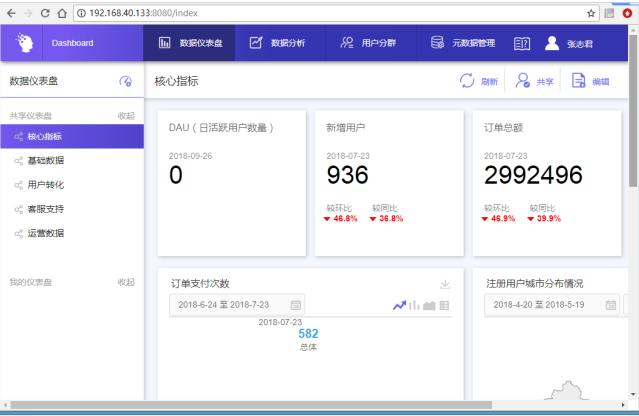 192.168.40.133:8080/index
Dashboard 数据仪表盘 数据分析 用户分群 元数据管理 张志君
数据仪表盘
核心指标 刷新 共享 编辑
共享仪表盘 收起
核心指标
基础数据
用户转化
客服支持
运营数据
我的仪表盘 收起
DAU（日活跃用户数量） 新增用户 订单总额
2018-09-26 2018-07-23 2018-07-23
0 936 2992496
较环比 较同比 较环比 较同比
46.8% 36.8% 46.9% 39.9%
订单支付次数 注册用户城市分布情况
2018-6-24 至 2018-7-23 2018-4-20 至 2018-5-19
2018-07-23
582
总体